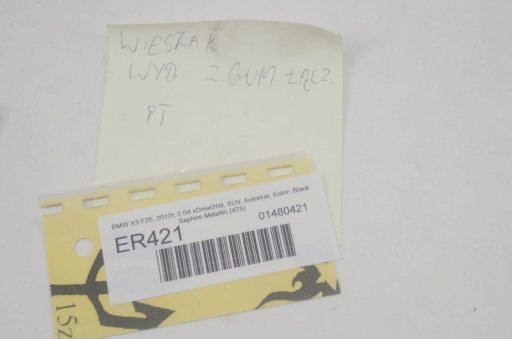 WIESZAK
WYD Z GUM ŁĄCZ.
PT
BMW X3 F25, 2012r, 2.0d xDrive20d, SUV, Automat, Kolor: Black
Saphire Metallic (475)
ER421
01480421
15z